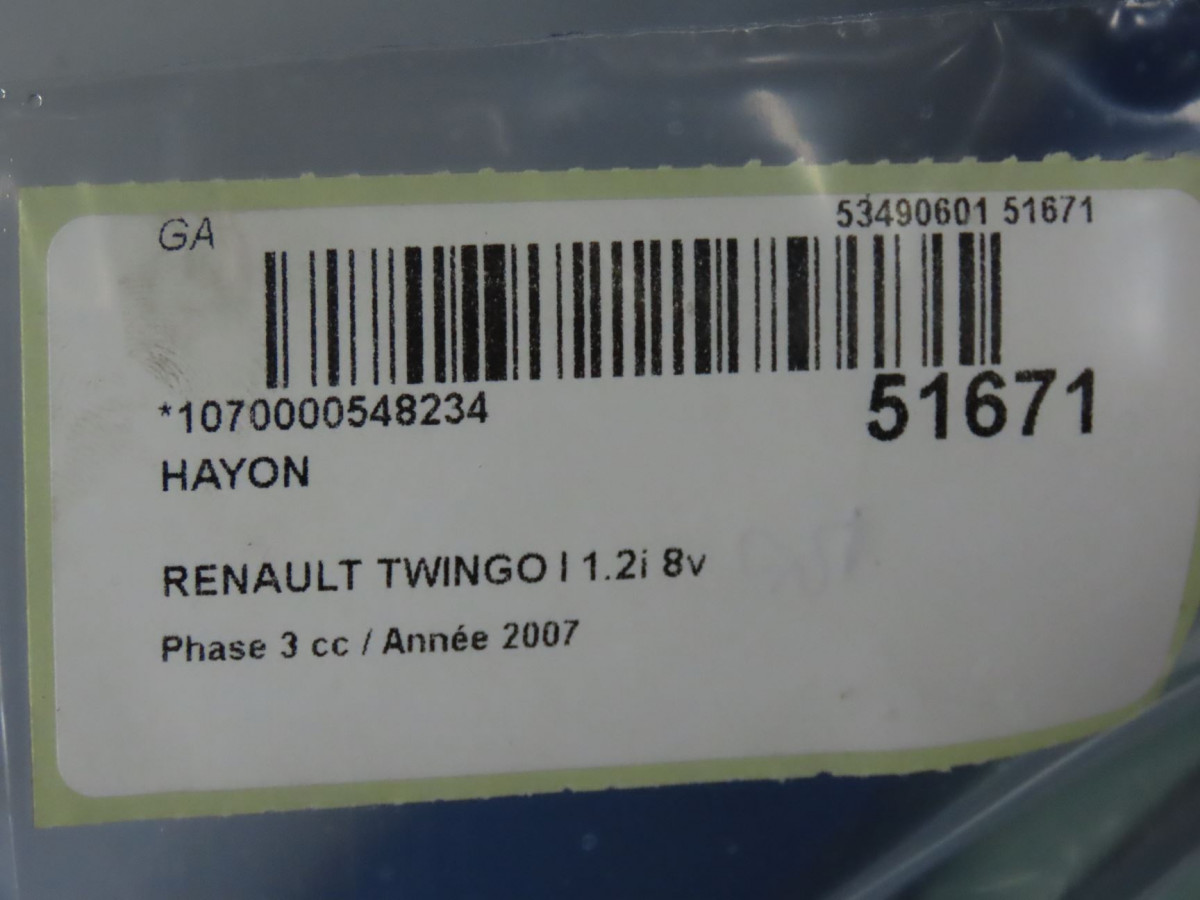 GA
53490601 51671
*1070000548234
51671
HAYON
RENAULT TWINGO I 1.2i 8v
Phase 3 cc / Année 2007